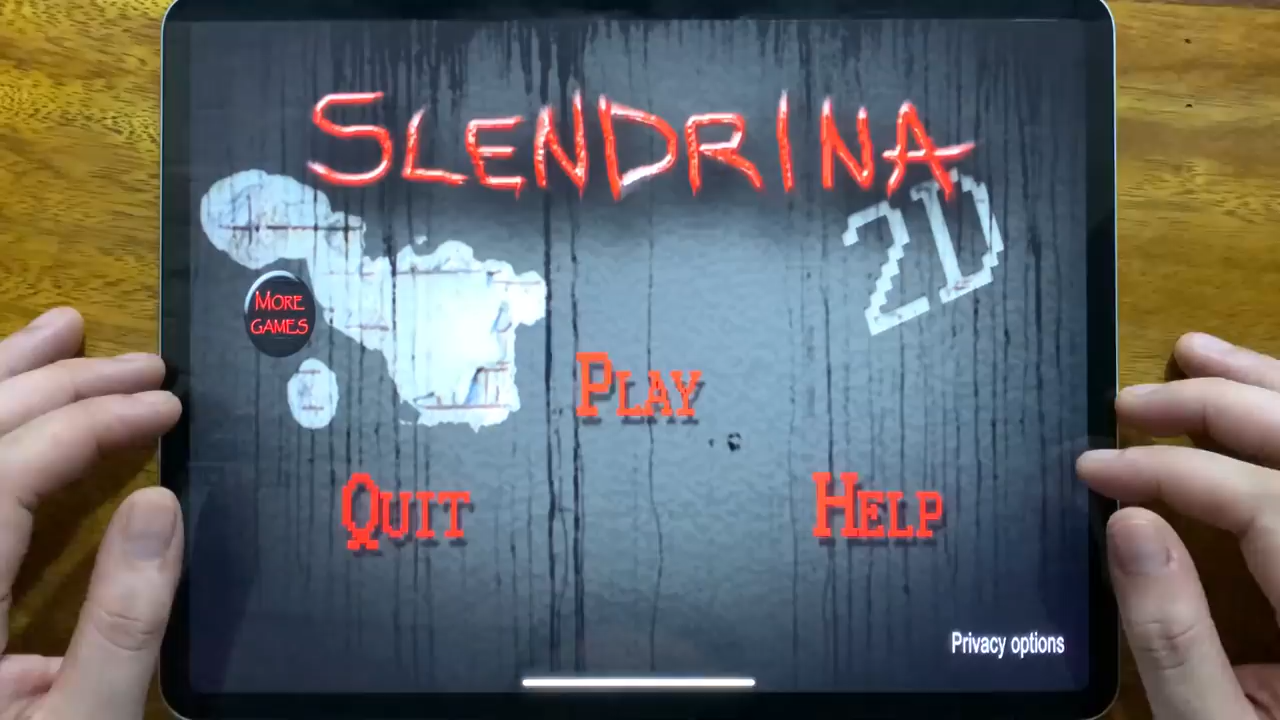 SLENDRINA
2D
MORE
GAMES
PLAY
QUIT
HELP
Privacy options